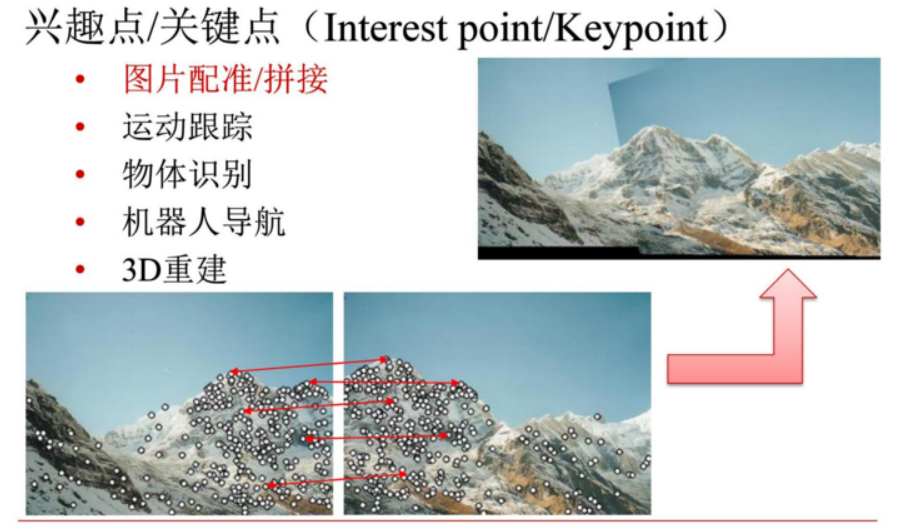 兴趣点/关键点（Interest point/Keypoint）
• 图片配准/拼接
• 运动跟踪
• 物体识别
• 机器人导航
• 3D重建